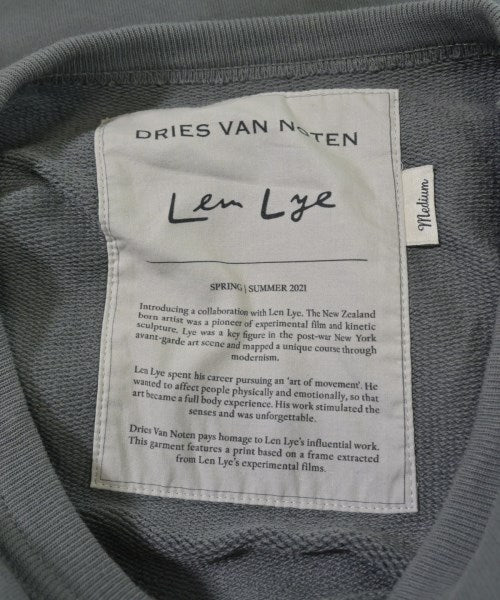 DRIES VAN NOTEN
Len Lye
Medium
SPRING | SUMMER 2021
Introducing a collaboration with Len Lye. The New Zealand
born artist was a pioneer of experimental film and kinetic
sculpture. Lye was a key figure in the post-war New York
avant-garde art scene and mapped a unique course through
modernism.
Len Lye spent his career pursuing an 'art of movement'. He
wanted to affect people physically and emotionally, so that
art became a full body experience. His work stimulated the
senses and was unforgettable.
Dries Van Noten pays homage to Len Lye's influential work.
This garment features a print based on a frame extracted
from Len Lye's experimental films.